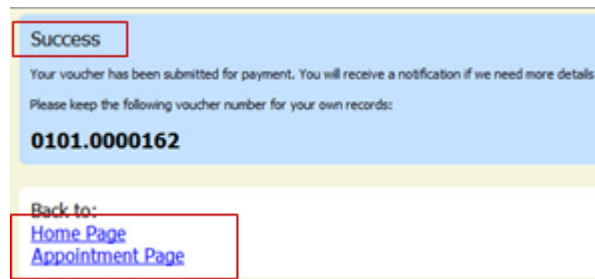 Success
Your voucher has been submitted for payment. You will receive a notification if we need more details
Please keep the following voucher number for your own records:
0101.0000162
Back to:
Home Page
Appointment Page